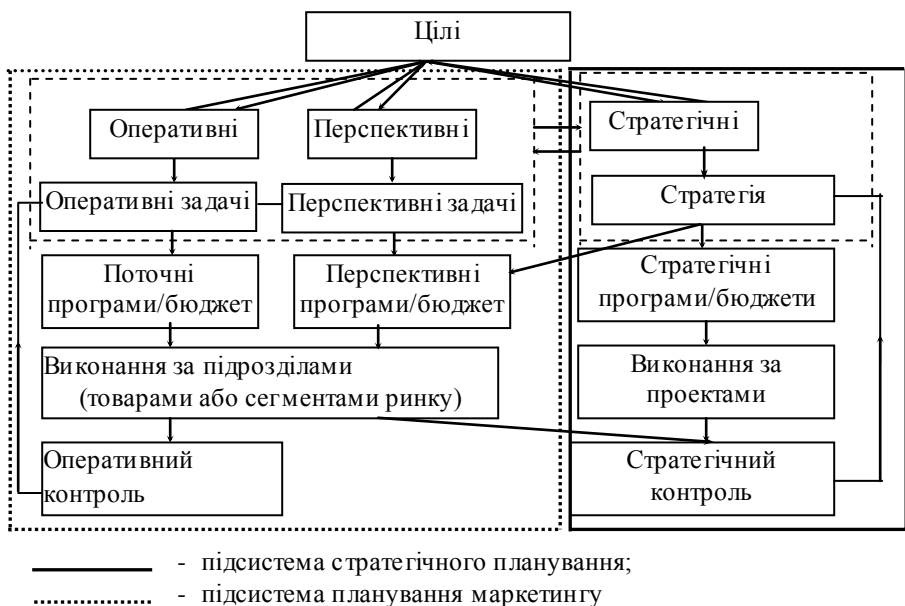 Цілі
Оперативні
Перспективні
Стратегічні
Оперативні задачі
Перспективні задачі
Стратегія
Поточні
програми/бюджет
Перспективні
програми/бюджет
Стратегічні
програми/бюджети
Виконання за підрозділами
(товарами або сегментами ринку)
Виконання за
проектами
Оперативний
контроль
Стратегічний
контроль
- підсистема стратегічного планування;
- підсистема планування маркетингу